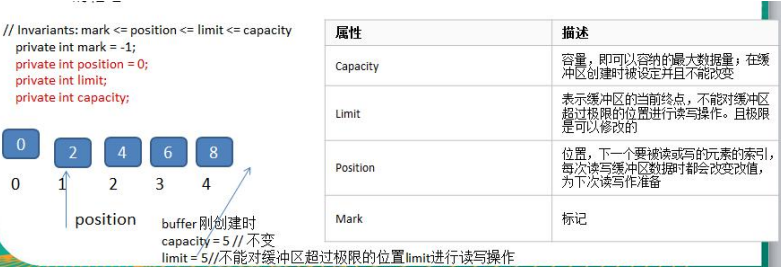 // Invariants: mark <= position <= limit <= capacity
private int mark = -1;
private int position = 0;
private int limit;
private int capacity;
0 2 4 6 8
0 1 2 3 4
position
buffer 刚创建时
capacity = 5 // 不变
limit = 5//不能对缓冲区超过极限的位置limit进行读写操作
属性 描述
Capacity
容量，即可以容纳的最大数据量；在缓
冲区创建时被设定并且不能改变
Limit
表示缓冲区的当前终点，不能对缓冲区
超过极限的位置进行读写操作。且极限
是可以修改的
Position
位置，下一个要被读或写的元素的索引，
每次读写缓冲区数据时都会改变改值，
为下次读写作准备
Mark
标记